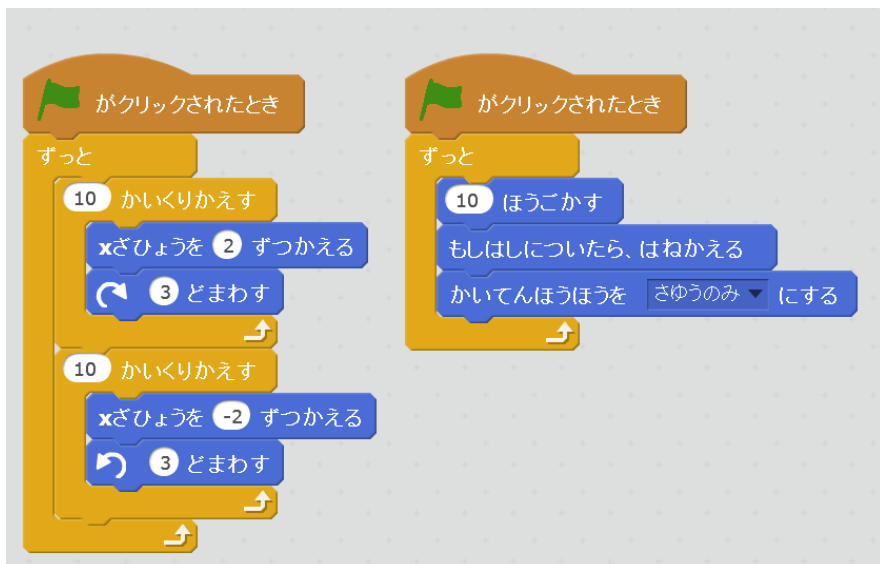 がクリックされたとき
ずっと
10 かいくりかえす
xざひょうを 2 ずつかえる
3 どまわす
10 かいくりかえす
xざひょうを -2 ずつかえる
3 どまわす
がクリックされたとき
ずっと
10 ほうごかす
もしはしについたら、はねかえる
かいてんほうほうを さゆうのみ にする